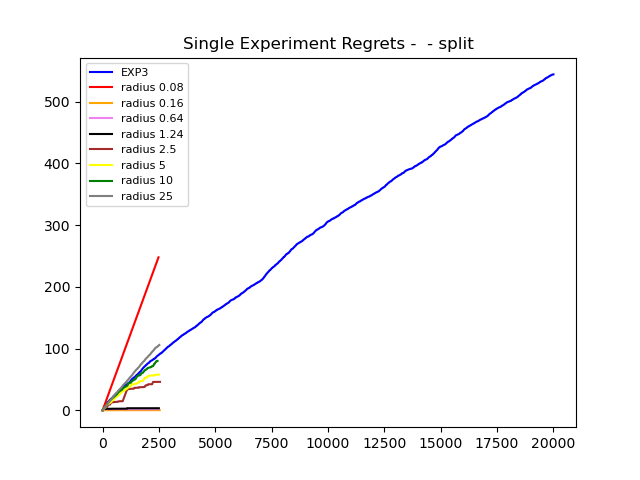 Single Experiment Regrets -  - split
EXP3
radius 0.08
radius 0.16
radius 0.64
radius 1.24
radius 2.5
radius 5
radius 10
radius 25
500
400
300
200
100
0
0 2500 5000 7500 10000 12500 15000 17500 20000